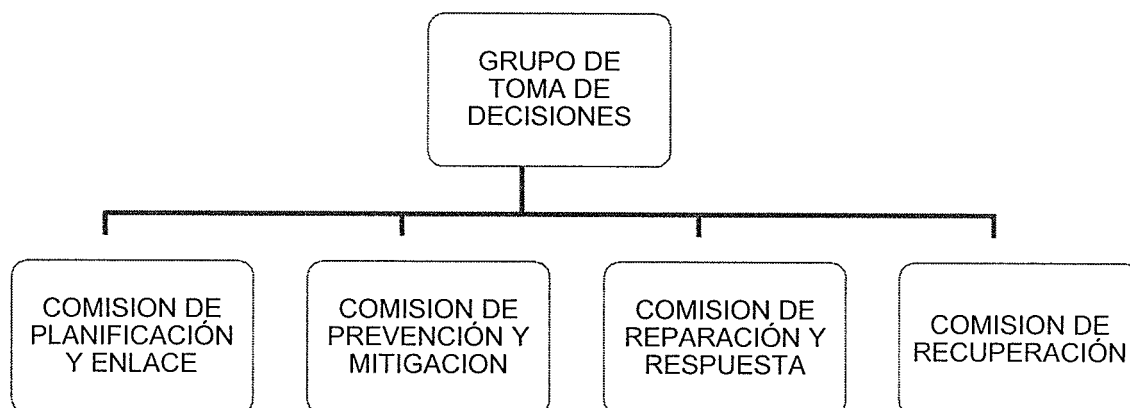 GRUPO DE
TOMA DE
DECISIONES
COMISION DE
PLANIFICACIÓN
Y ENLACE
COMISION DE
PREVENCIÓN Y
MITIGACION
COMISION DE
REPARACIÓN Y
RESPUESTA
COMISION DE
RECUPERACIÓN